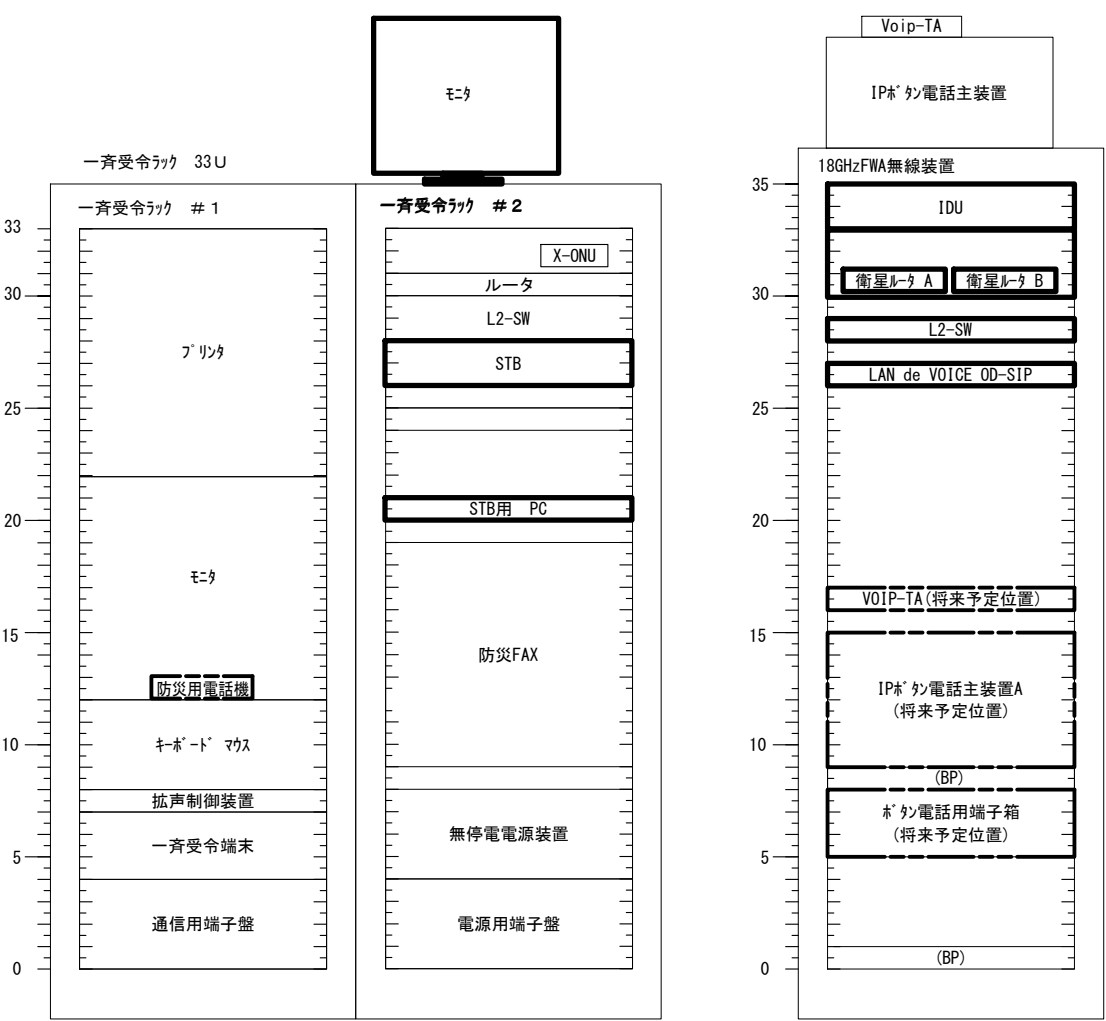 Voip-TA
モニタ
IPボタン電話主装置
一斉受令ラック 33U
18GHzFWA無線装置
一斉受令ラック #1
一斉受令ラック #2
33
30
25
20
15
10
5
0
プリンタ
モニタ
防災用電話機
キーボード マウス
拡声制御装置
一斉受令端末
通信用端子盤
X-ONU
ルータ
L2-SW
STB
STB用 PC
防災FAX
無停電電源装置
電源用端子盤
35
30
25
20
15
10
5
0
IDU
衛星ルータ A 衛星ルータ B
L2-SW
LAN de VOICE OD-SIP
VOIP-TA(将来予定位置)
IPボタン電話主装置A
(将来予定位置)
(BP)
ボタン電話用端子箱
(将来予定位置)
(BP)